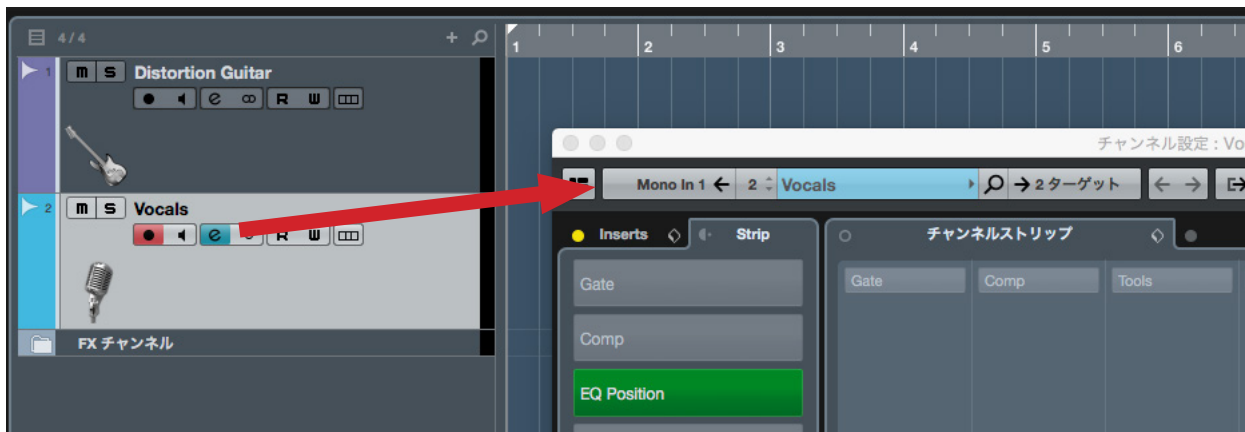 4/4
1 2 3 4 5 6
1 m S Distortion Guitar
e R W
チャンネル設定 : Vo
Mono In 1 ← 2 Vocals → 2 ターゲット ← →
2 m S Vocals
e R W
Inserts Strip チャンネルストリップ
Gate Gate Comp Tools
Comp
FX チャンネル
EQ Position